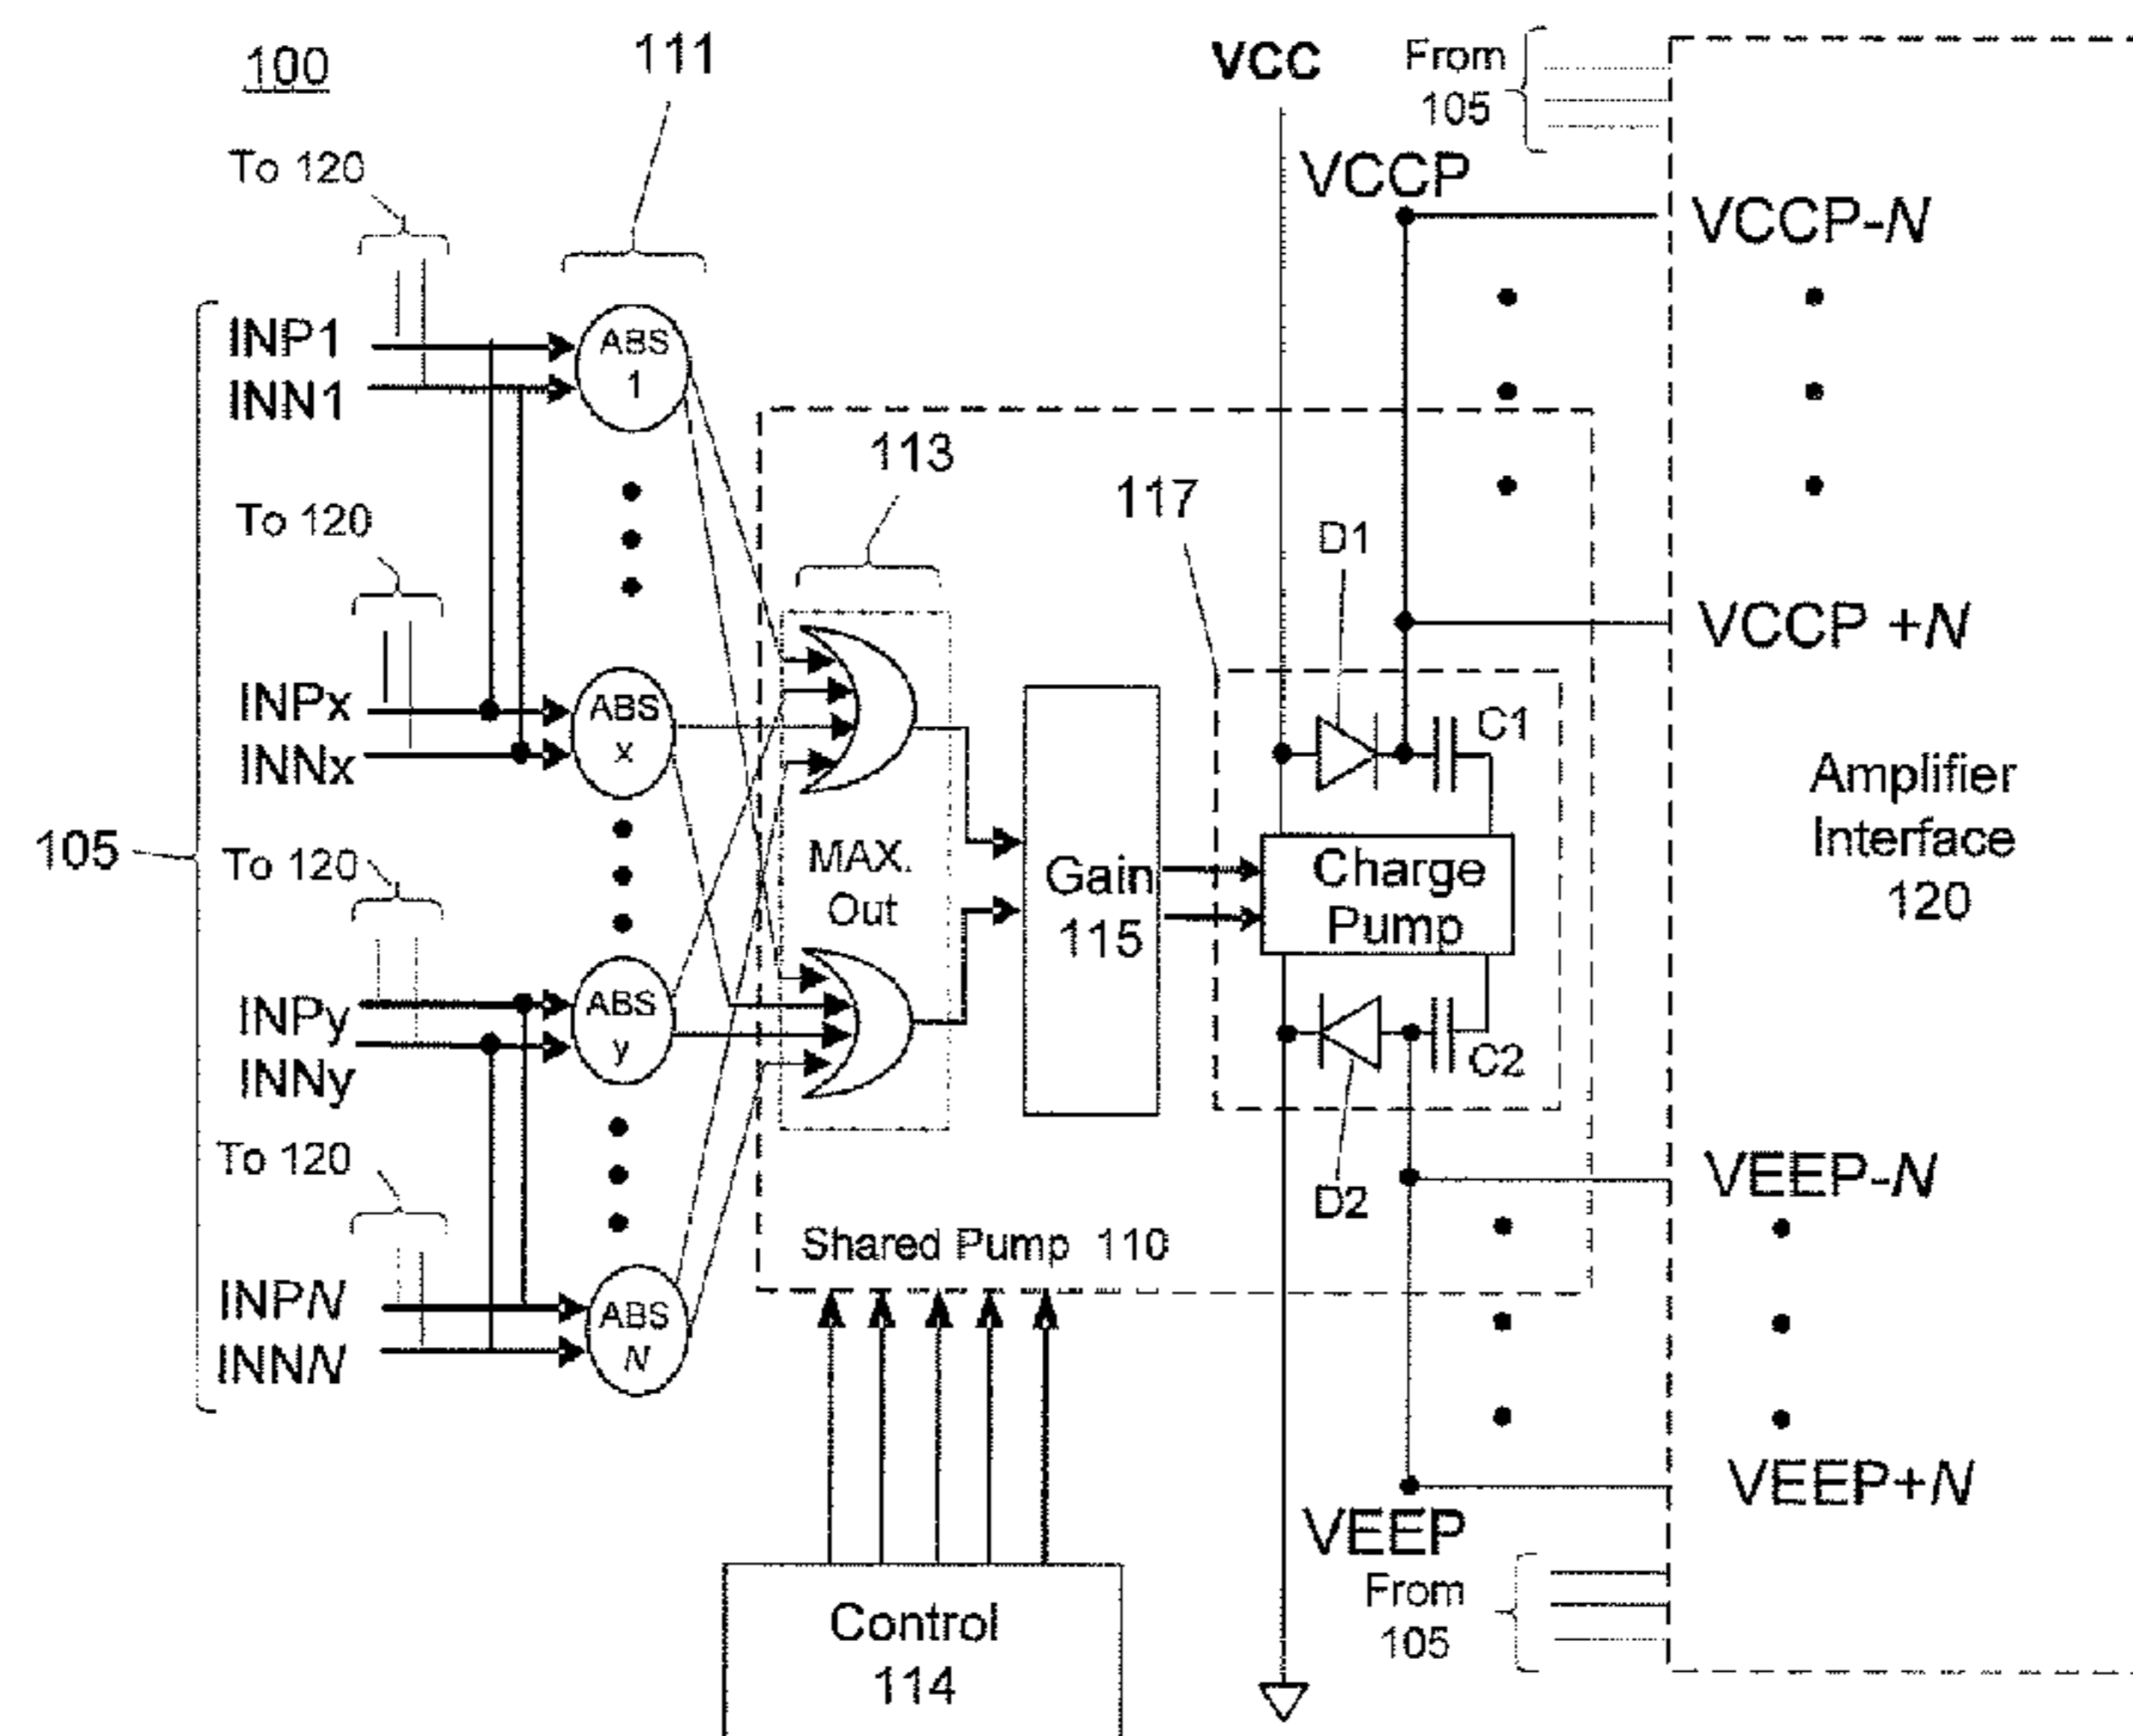 100
111
VCC
From
105
To 120
VCCP
VCCP-N
INP1
INN1
ABS
1
113
117
To 120
D1
VCCP +N
INPx
INNx
ABS
x
C1
MAX.
Out
Gain
115
Charge
Pump
Amplifier
Interface
120
105
To 120
INPy
INNy
ABS
y
C2
To 120
D2
VEEP-N
Shared Pump 110
INPN
INNN
ABS
N
VEEP
VEEP+N
From
105
Control
114